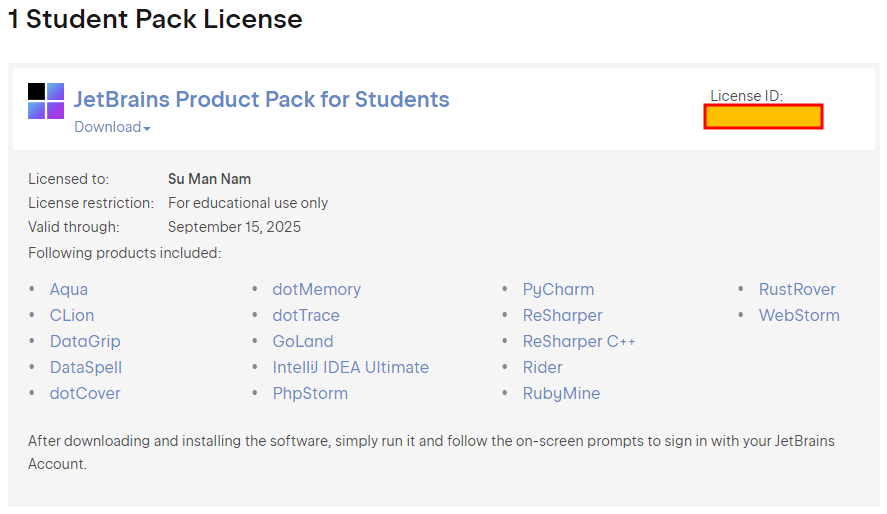 1 Student Pack License
JetBrains Product Pack for Students
Download
License ID:
Licensed to: Su Man Nam
License restriction: For educational use only
Valid through: September 15, 2025
Following products included:
• Aqua
• CLion
• DataGrip
• DataSpell
• dotCover
• dotMemory
• dotTrace
• GoLand
• IntelliJ IDEA Ultimate
• PhpStorm
• PyCharm
• ReSharper
• ReSharper C++
• Rider
• RubyMine
• RustRover
• WebStorm
After downloading and installing the software, simply run it and follow the on-screen prompts to sign in with your JetBrains
Account.